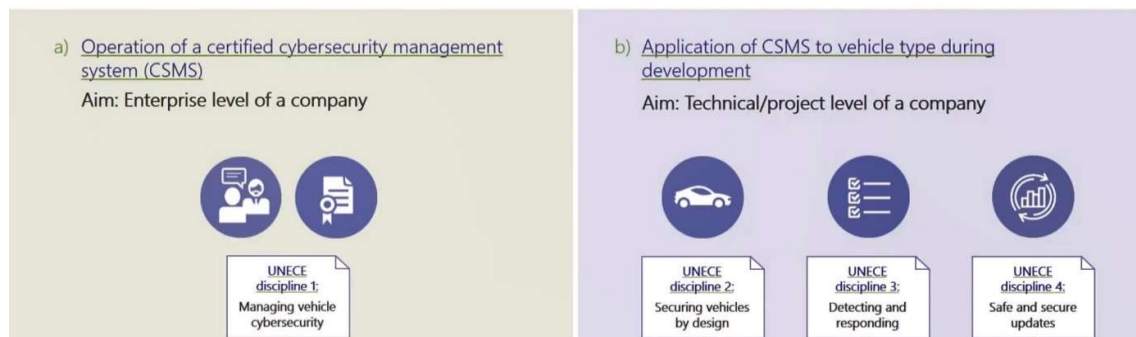 a) Operation of a certified cybersecurity management
system (CSMS)
Aim: Enterprise level of a company
UNECE
discipline 1:
Managing vehicle
cybersecurity
b) Application of CSMS to vehicle type during
development
Aim: Technical/project level of a company
UNECE
discipline 2:
Securing vehicles
by design
UNECE
discipline 3:
Detecting and
responding
UNECE
discipline 4:
Safe and secure
updates